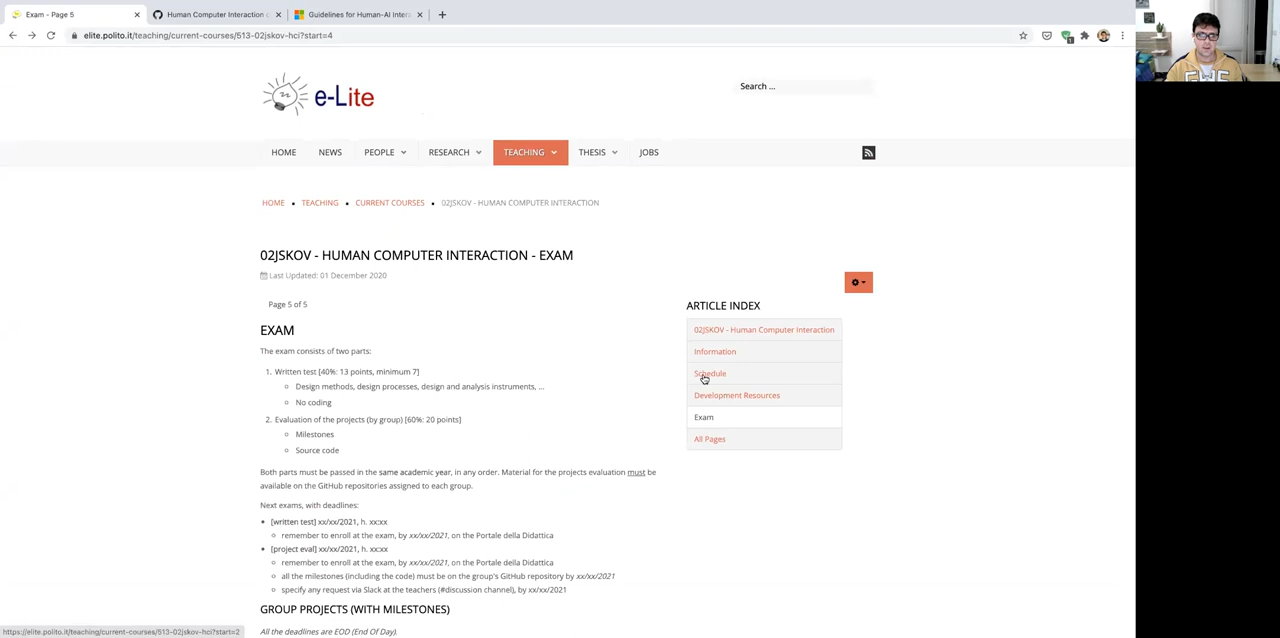 Exam - Page 5
Human Computer Interaction c
Guidelines for Human-AI Inter
elite.polito.it/teaching/current-courses/513-02jskov-hci?start=4
e-Lite
Search ...
HOME
NEWS
PEOPLE
RESEARCH
TEACHING
THESIS
JOBS
HOME
TEACHING
CURRENT COURSES
02JSKOV - HUMAN COMPUTER INTERACTION
02JSKOV - HUMAN COMPUTER INTERACTION - EXAM
Last Updated: 01 December 2020
Page 5 of 5
EXAM
The exam consists of two parts:
1. Written test [40%: 13 points, minimum 7]
Design methods, design processes, design and analysis instruments, ...
No coding
2. Evaluation of the projects (by group) [60%: 20 points]
Milestones
Source code
Both parts must be passed in the same academic year, in any order. Material for the projects evaluation must be
available on the GitHub repositories assigned to each group.
Next exams, with deadlines:
[written test] xx/xx/2021, h. xx:xx
remember to enroll at the exam, by xx/xx/2021, on the Portale della Didattica
[project eval] xx/xx/2021, h. xx:xx
remember to enroll at the exam, by xx/xx/2021, on the Portale della Didattica
all the milestones (including the code) must be on the group's GitHub repository by xx/xx/2021
specify any request via Slack at the teachers (#discussion channel), by xx/xx/2021
GROUP PROJECTS (WITH MILESTONES)
All the deadlines are EOD (End Of Day).
ARTICLE INDEX
02JSKOV - Human Computer Interaction
Information
Schedule
Development Resources
Exam
All Pages
https://elite.polito.it/teaching/current-courses/513-02jskov-hci?start=2